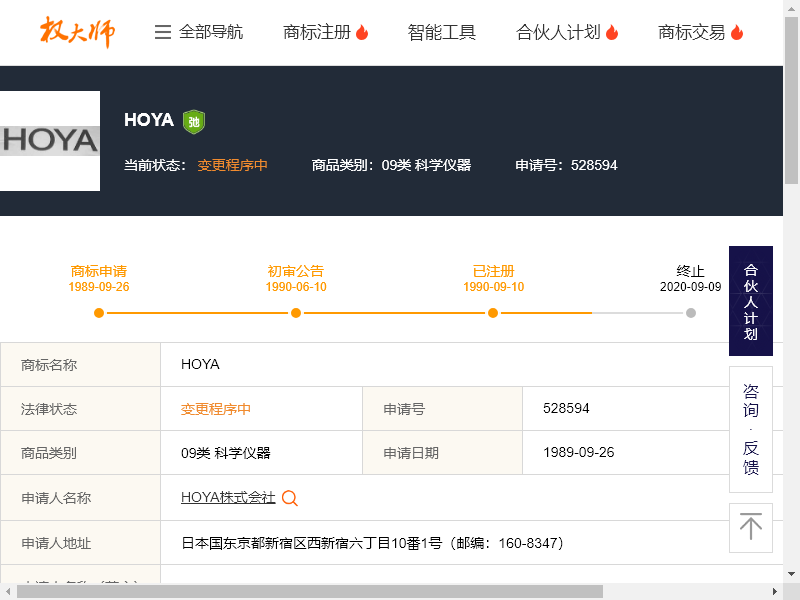 权大师
全部导航
商标注册
智能工具
合伙人计划
商标交易
HOYA
HOYA 弛
当前状态： 变更程序中 商品类别：09类 科学仪器 申请号：528594
商标申请 初审公告 已注册 终止
1989-09-26 1990-06-10 1990-09-10 2020-09-09
合伙人计划
商标名称 HOYA
法律状态 变更程序中 申请号 528594
商品类别 09类 科学仪器 申请日期 1989-09-26
申请人名称 HOYA株式会社
申请人地址 日本国东京都新宿区西新宿六丁目10番1号（邮编：160-8347）
咨询·反馈